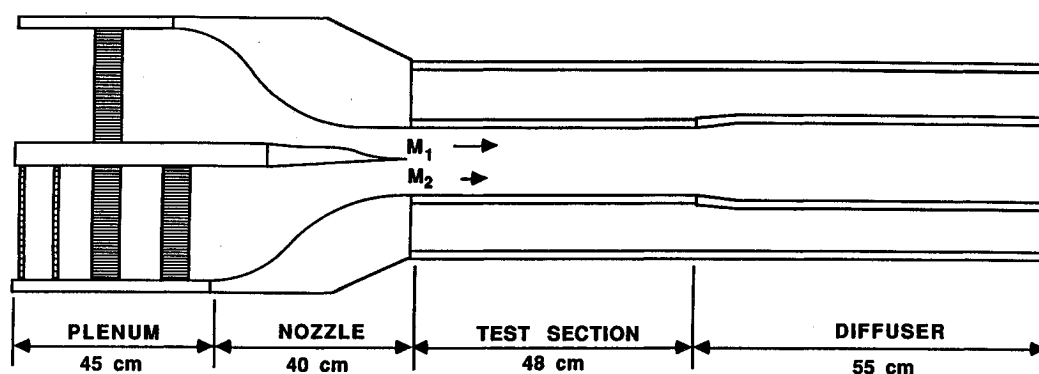 M₁
M₂
PLENUM
NOZZLE
TEST SECTION
DIFFUSER
45 cm
40 cm
48 cm
55 cm